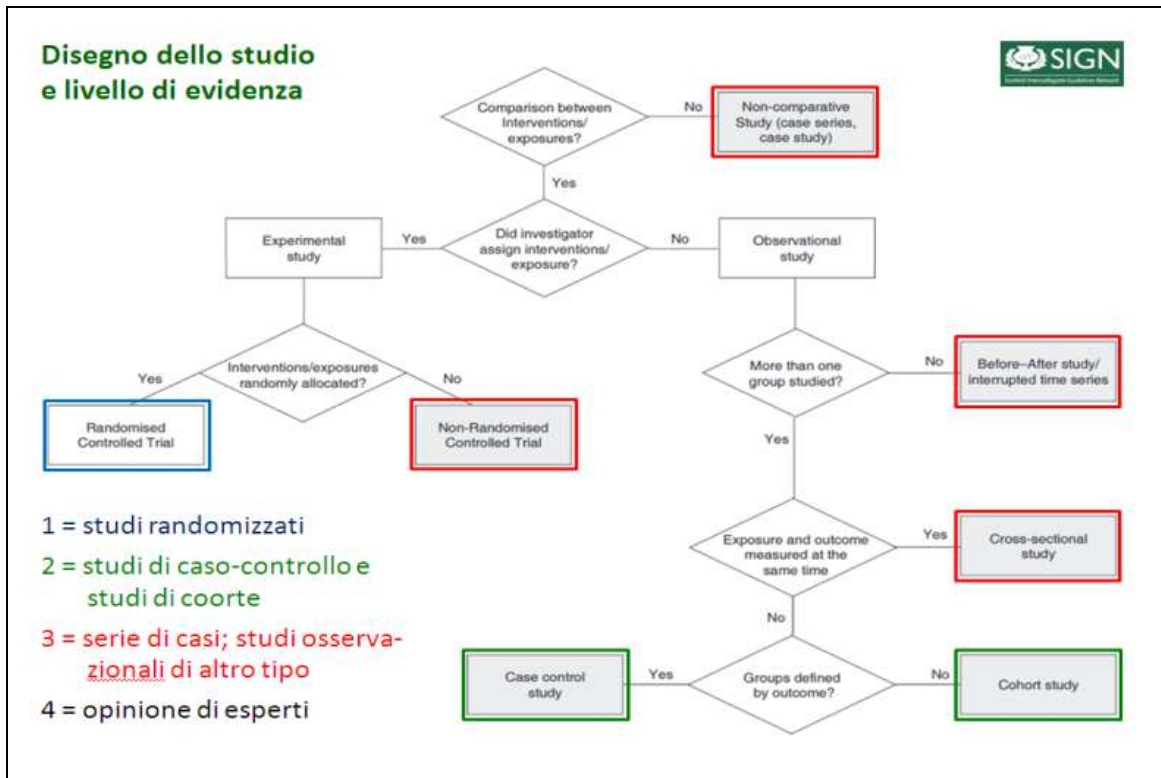 Disegno dello studio
e livello di evidenza
SIGN
Comparison between
Interventions/
exposures?
No
Non-comparative
Study (case series,
case study)
Yes
Experimental
study
Yes
Did investigator
assign interventions/
exposure?
No
Observational
study
Interventions/exposures
randomly allocated?
Yes
No
More than one
group studied?
No
Before–After study/
interrupted time series
Randomised
Controlled Trial
Non-Randomised
Controlled Trial
Yes
1 = studi randomizzati
2 = studi di caso-controllo e
studi di coorte
3 = serie di casi; studi osserva-
zionali di altro tipo
4 = opinione di esperti
Exposure and outcome
measured at the
same time
Yes
Cross-sectional
study
No
Case control
study
Yes
Groups defined
by outcome?
No
Cohort study